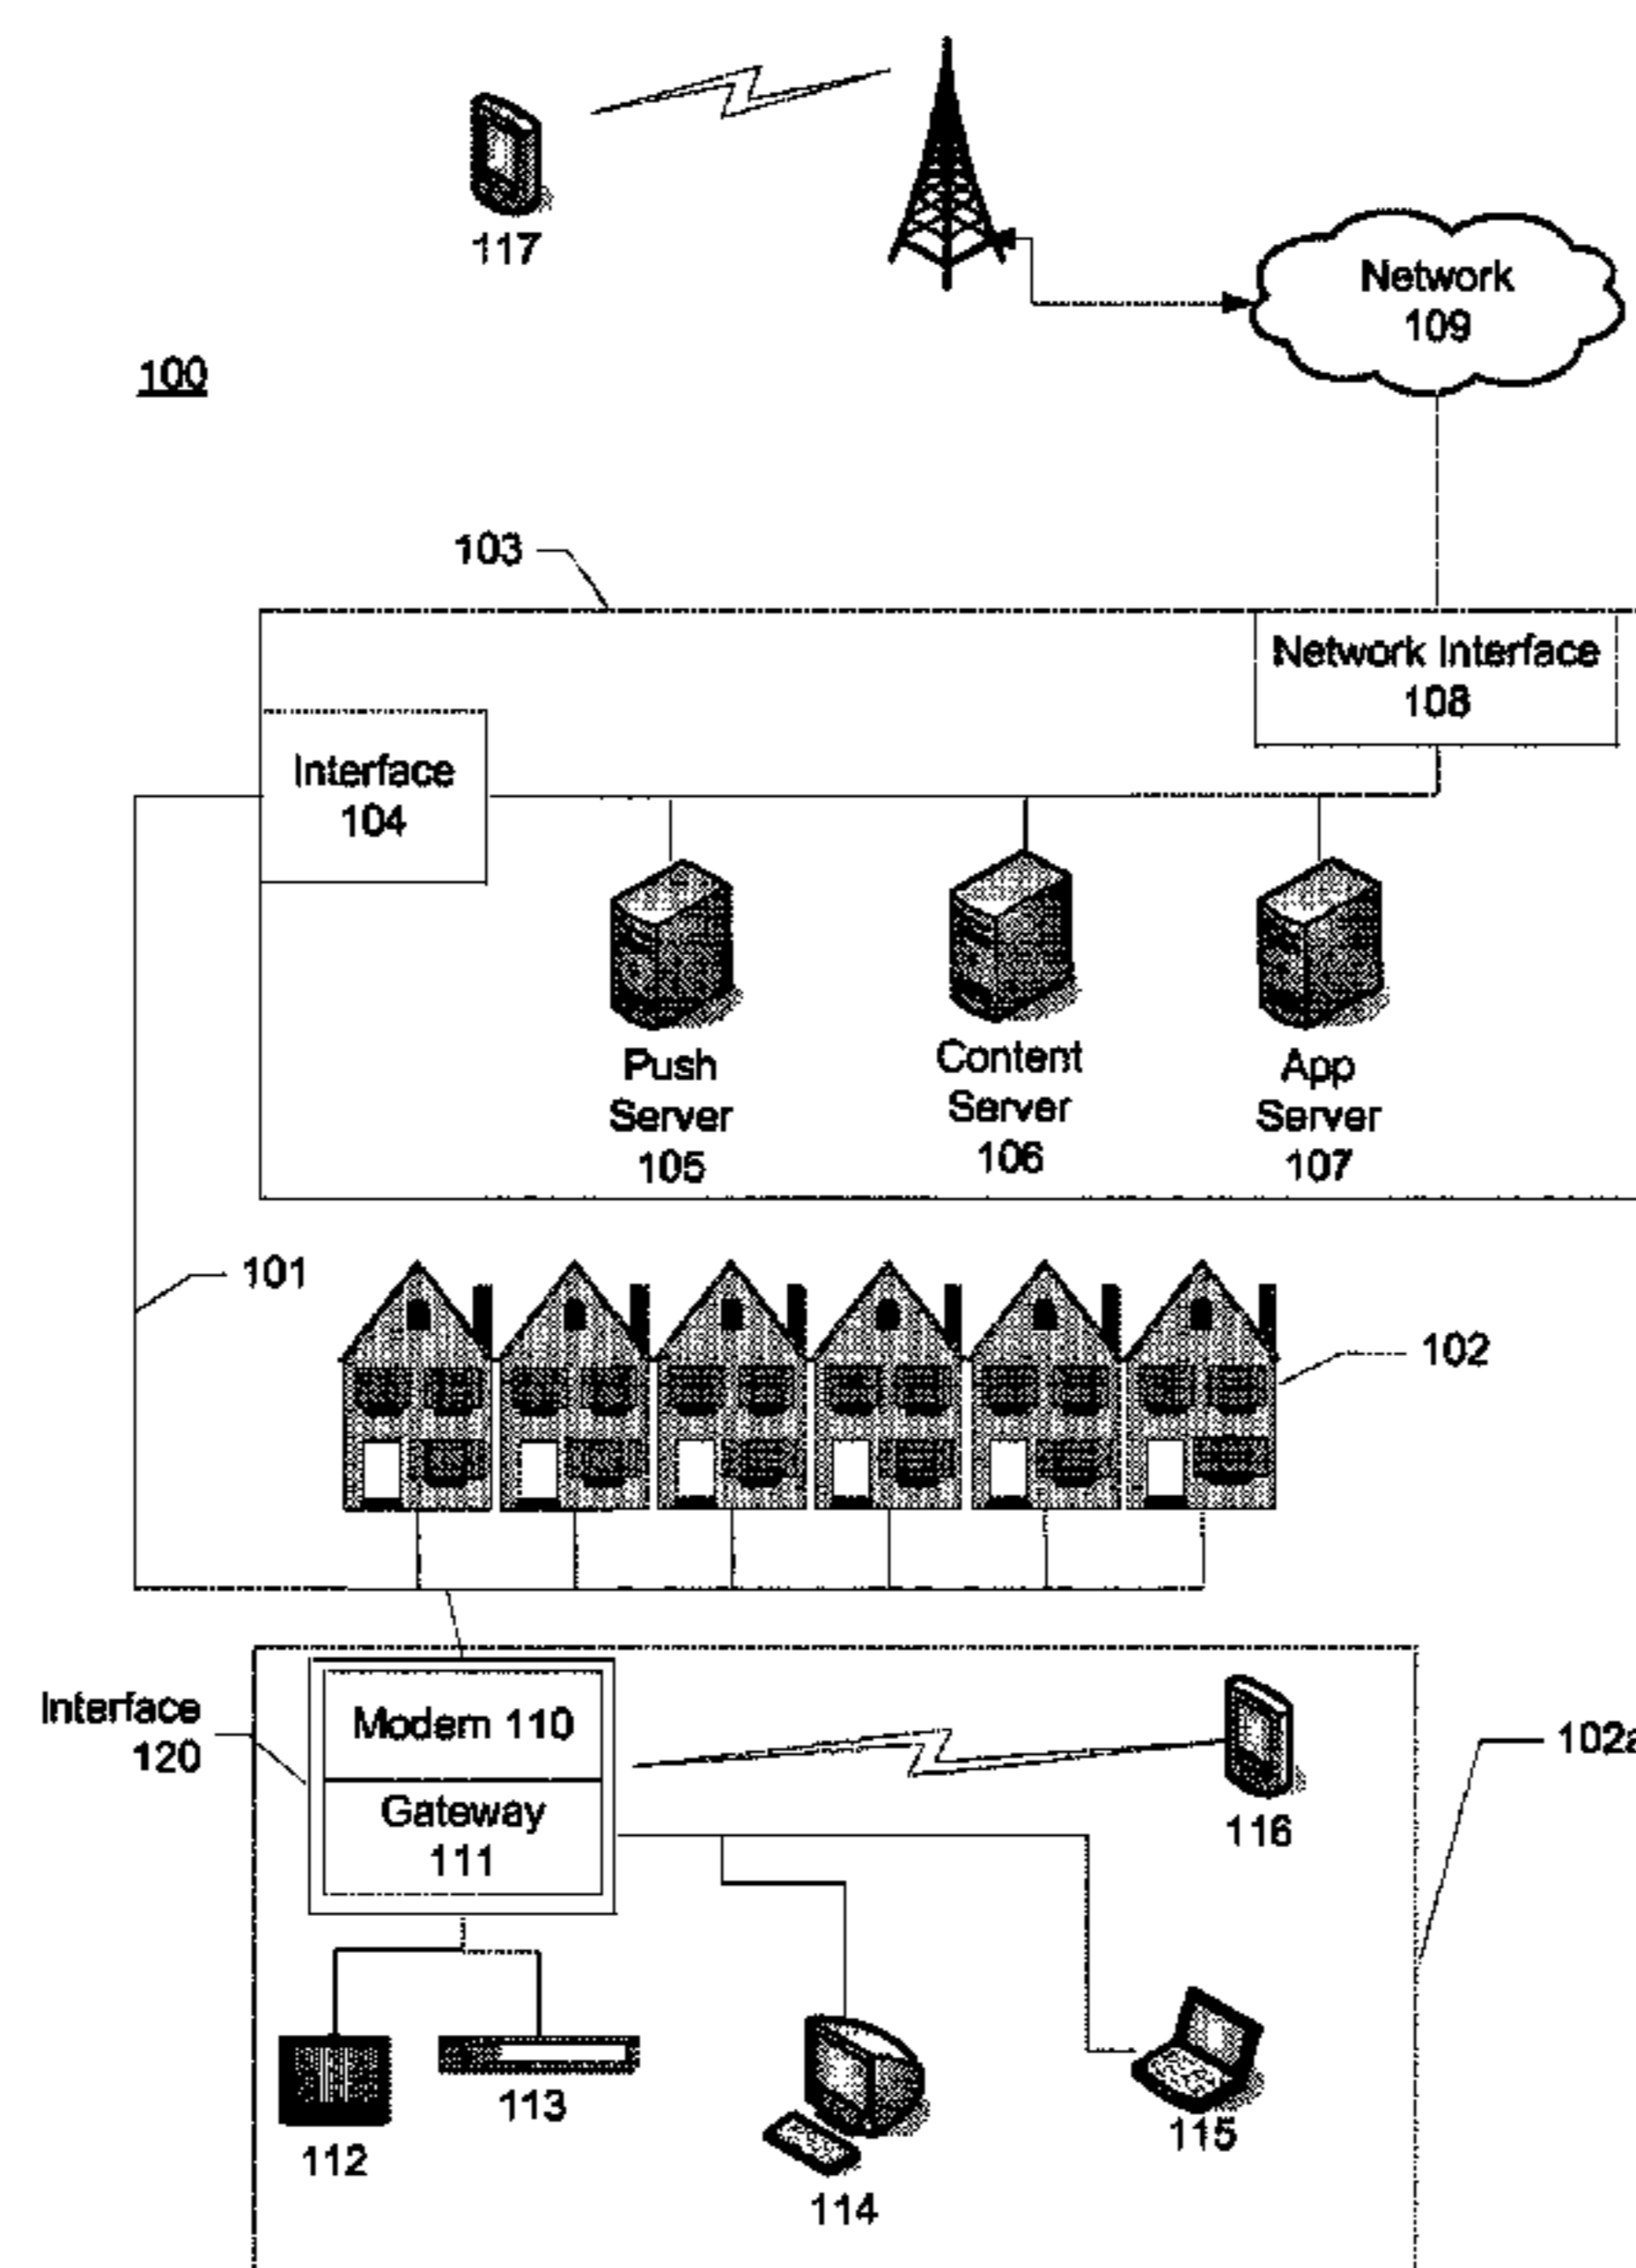 117
Network
109
100
103
Network Interface
108
Interface
104
Push
Server
105
Content
Server
106
App
Server
107
101
102
Interface
120
Modem 110
Gateway
111
102a
116
112
113
114
115